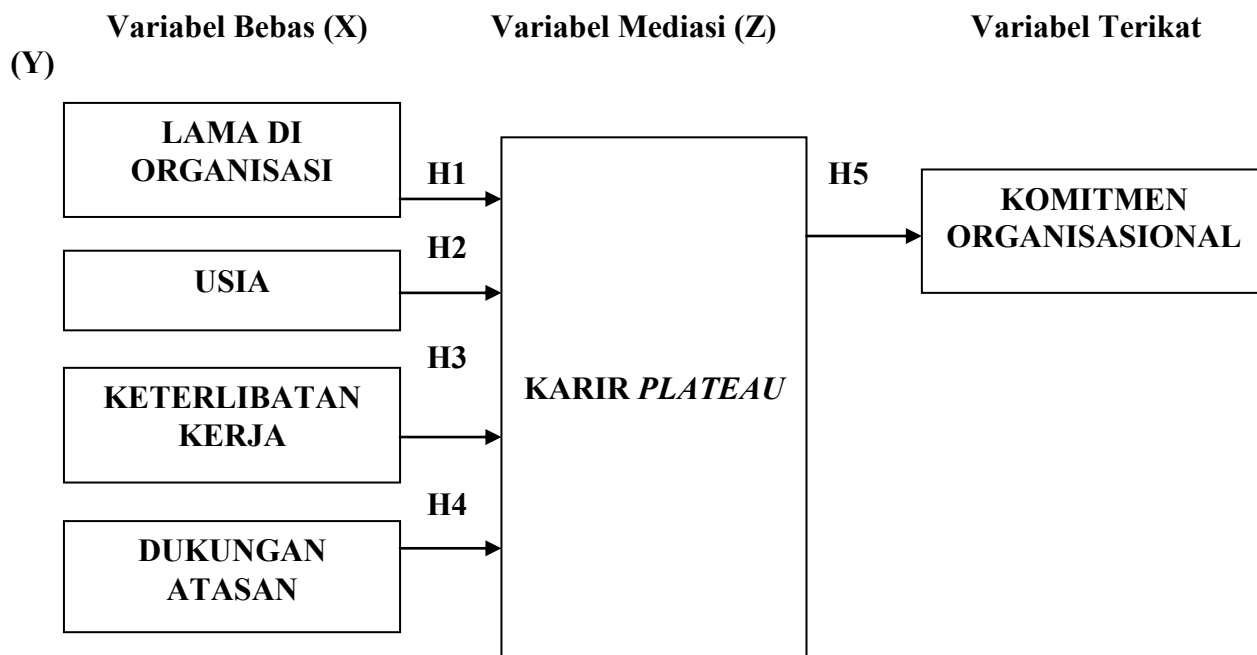 Variabel Bebas (X)
Variabel Mediasi (Z)
Variabel Terikat
(Y)
LAMA DI
ORGANISASI
H1
USIA
H2
KETERLIBATAN
KERJA
H3
DUKUNGAN
ATASAN
H4
KARIR PLATEAU
H5
KOMITMEN
ORGANISASIONAL